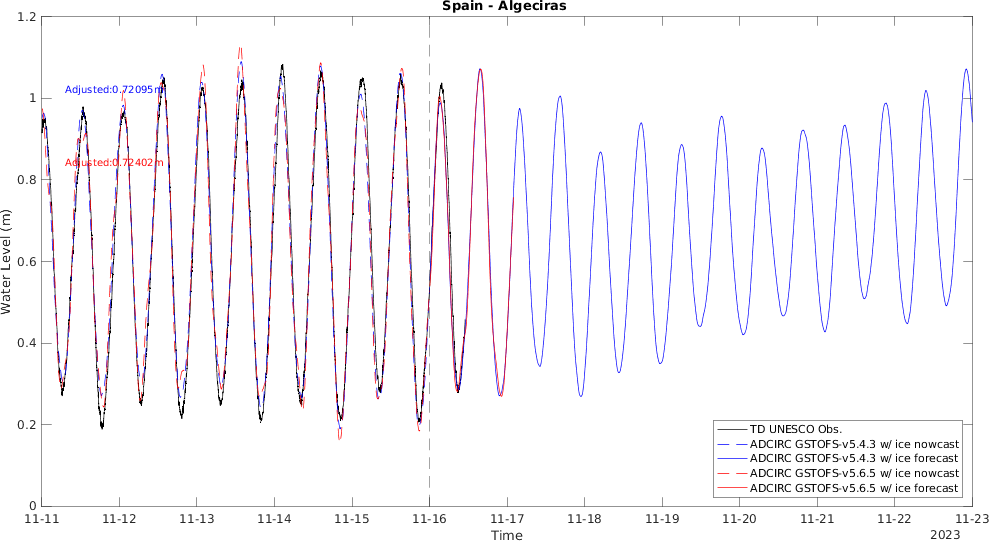 Spain - Algeciras
1.2
1
0.8
0.6
0.4
0.2
0
Water Level (m)
Adjusted:0.72095m
Adjusted:0.72402m
TD UNESCO Obs.
ADCIRC GSTOFS-v5.4.3 w/ ice nowcast
ADCIRC GSTOFS-v5.4.3 w/ ice forecast
ADCIRC GSTOFS-v5.6.5 w/ ice nowcast
ADCIRC GSTOFS-v5.6.5 w/ ice forecast
11-11 11-12 11-13 11-14 11-15 11-16 11-17 11-18 11-19 11-20 11-21 11-22 11-23
Time
2023